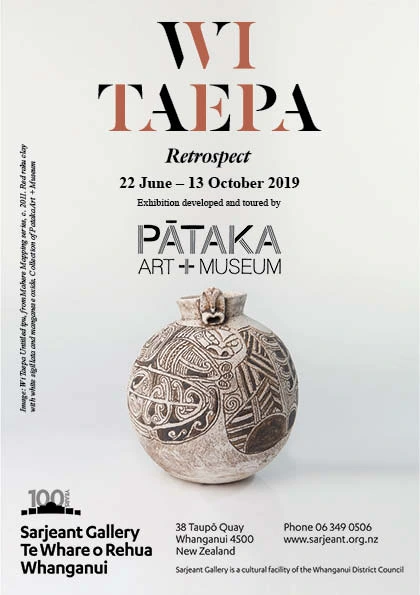 WI
TAEPA
Retrospect
22 June – 13 October 2019
Exhibition developed and toured by
PĀTAKA
ART + MUSEUM
Image: Wi Taepa Untitled ipu, from Mahere Mapping series, c. 2011. Red raku clay
with white sigillata and manganese oxide. Collection of Pataka Art + Museum
100 YEARS
Sarjeant Gallery
Te Whare o Rehua
Whanganui
38 Taupō Quay
Whanganui 4500
New Zealand
Phone 06 349 0506
www.sarjeant.org.nz
Sarjeant Gallery is a cultural facility of the Whanganui District Council